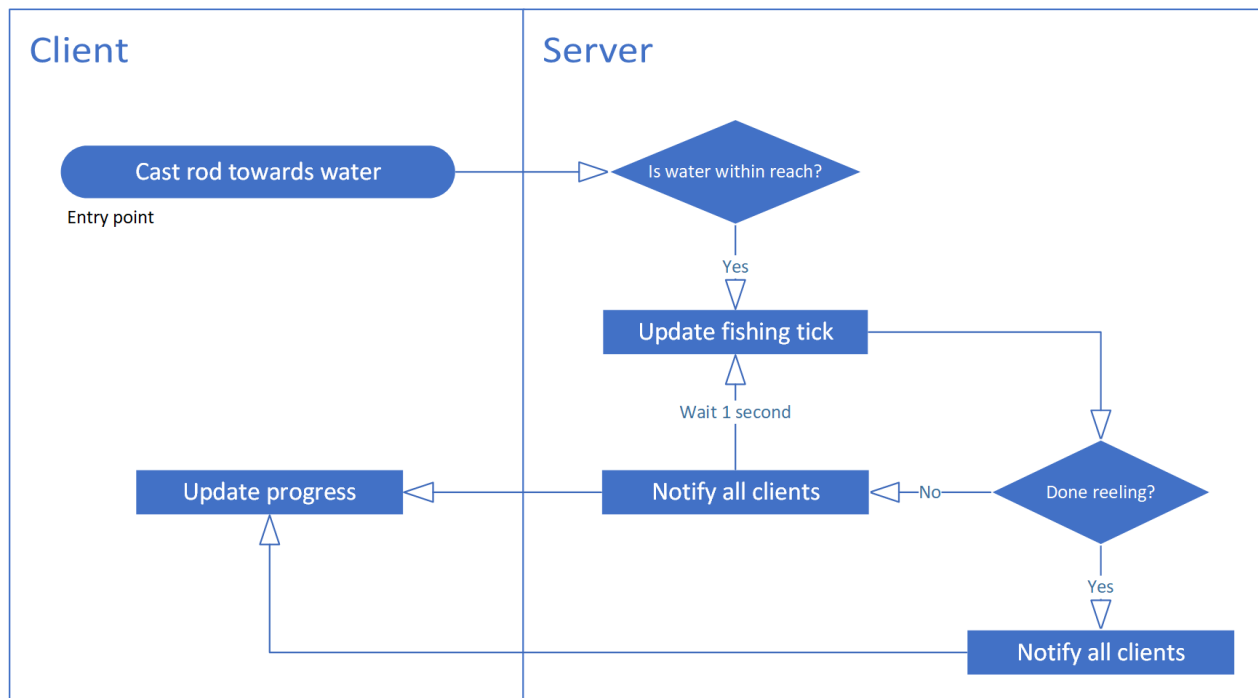 Client
Server
Cast rod towards water
Is water within reach?
Entry point
Yes
Update fishing tick
Wait 1 second
Update progress
Notify all clients
No
Done reeling?
Yes
Notify all clients